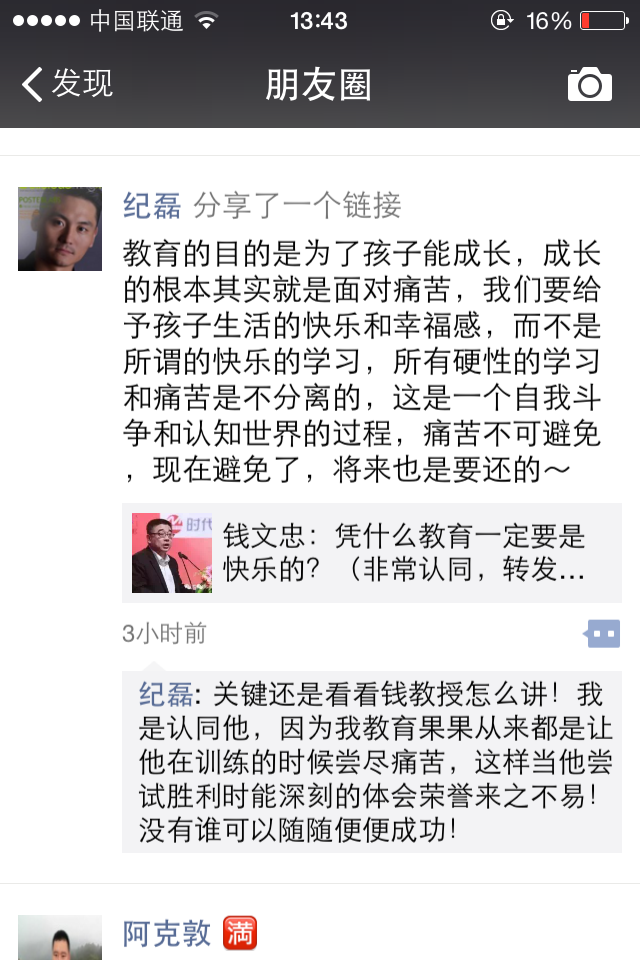 中国联通 13:43 16%
发现 朋友圈
纪磊 分享了一个链接
教育的目的是为了孩子能成长，成长
的根本其实就是面对痛苦，我们要给
予孩子生活的快乐和幸福感，而不是
所谓的快乐的学习，所有硬性的学习
和痛苦是不分离的，这是一个自我斗
争和认知世界的过程，痛苦不可避免
，现在避免了，将来也是要还的～
时代
钱文忠：凭什么教育一定要是
快乐的？（非常认同，转发...
3小时前
纪磊: 关键还是看看钱教授怎么讲！我
是认同他，因为我教育果果从来都是让
他在训练的时候尝尽痛苦，这样当他尝
试胜利时能深刻的体会荣誉来之不易！
没有谁可以随随便便成功！
阿克敦 満